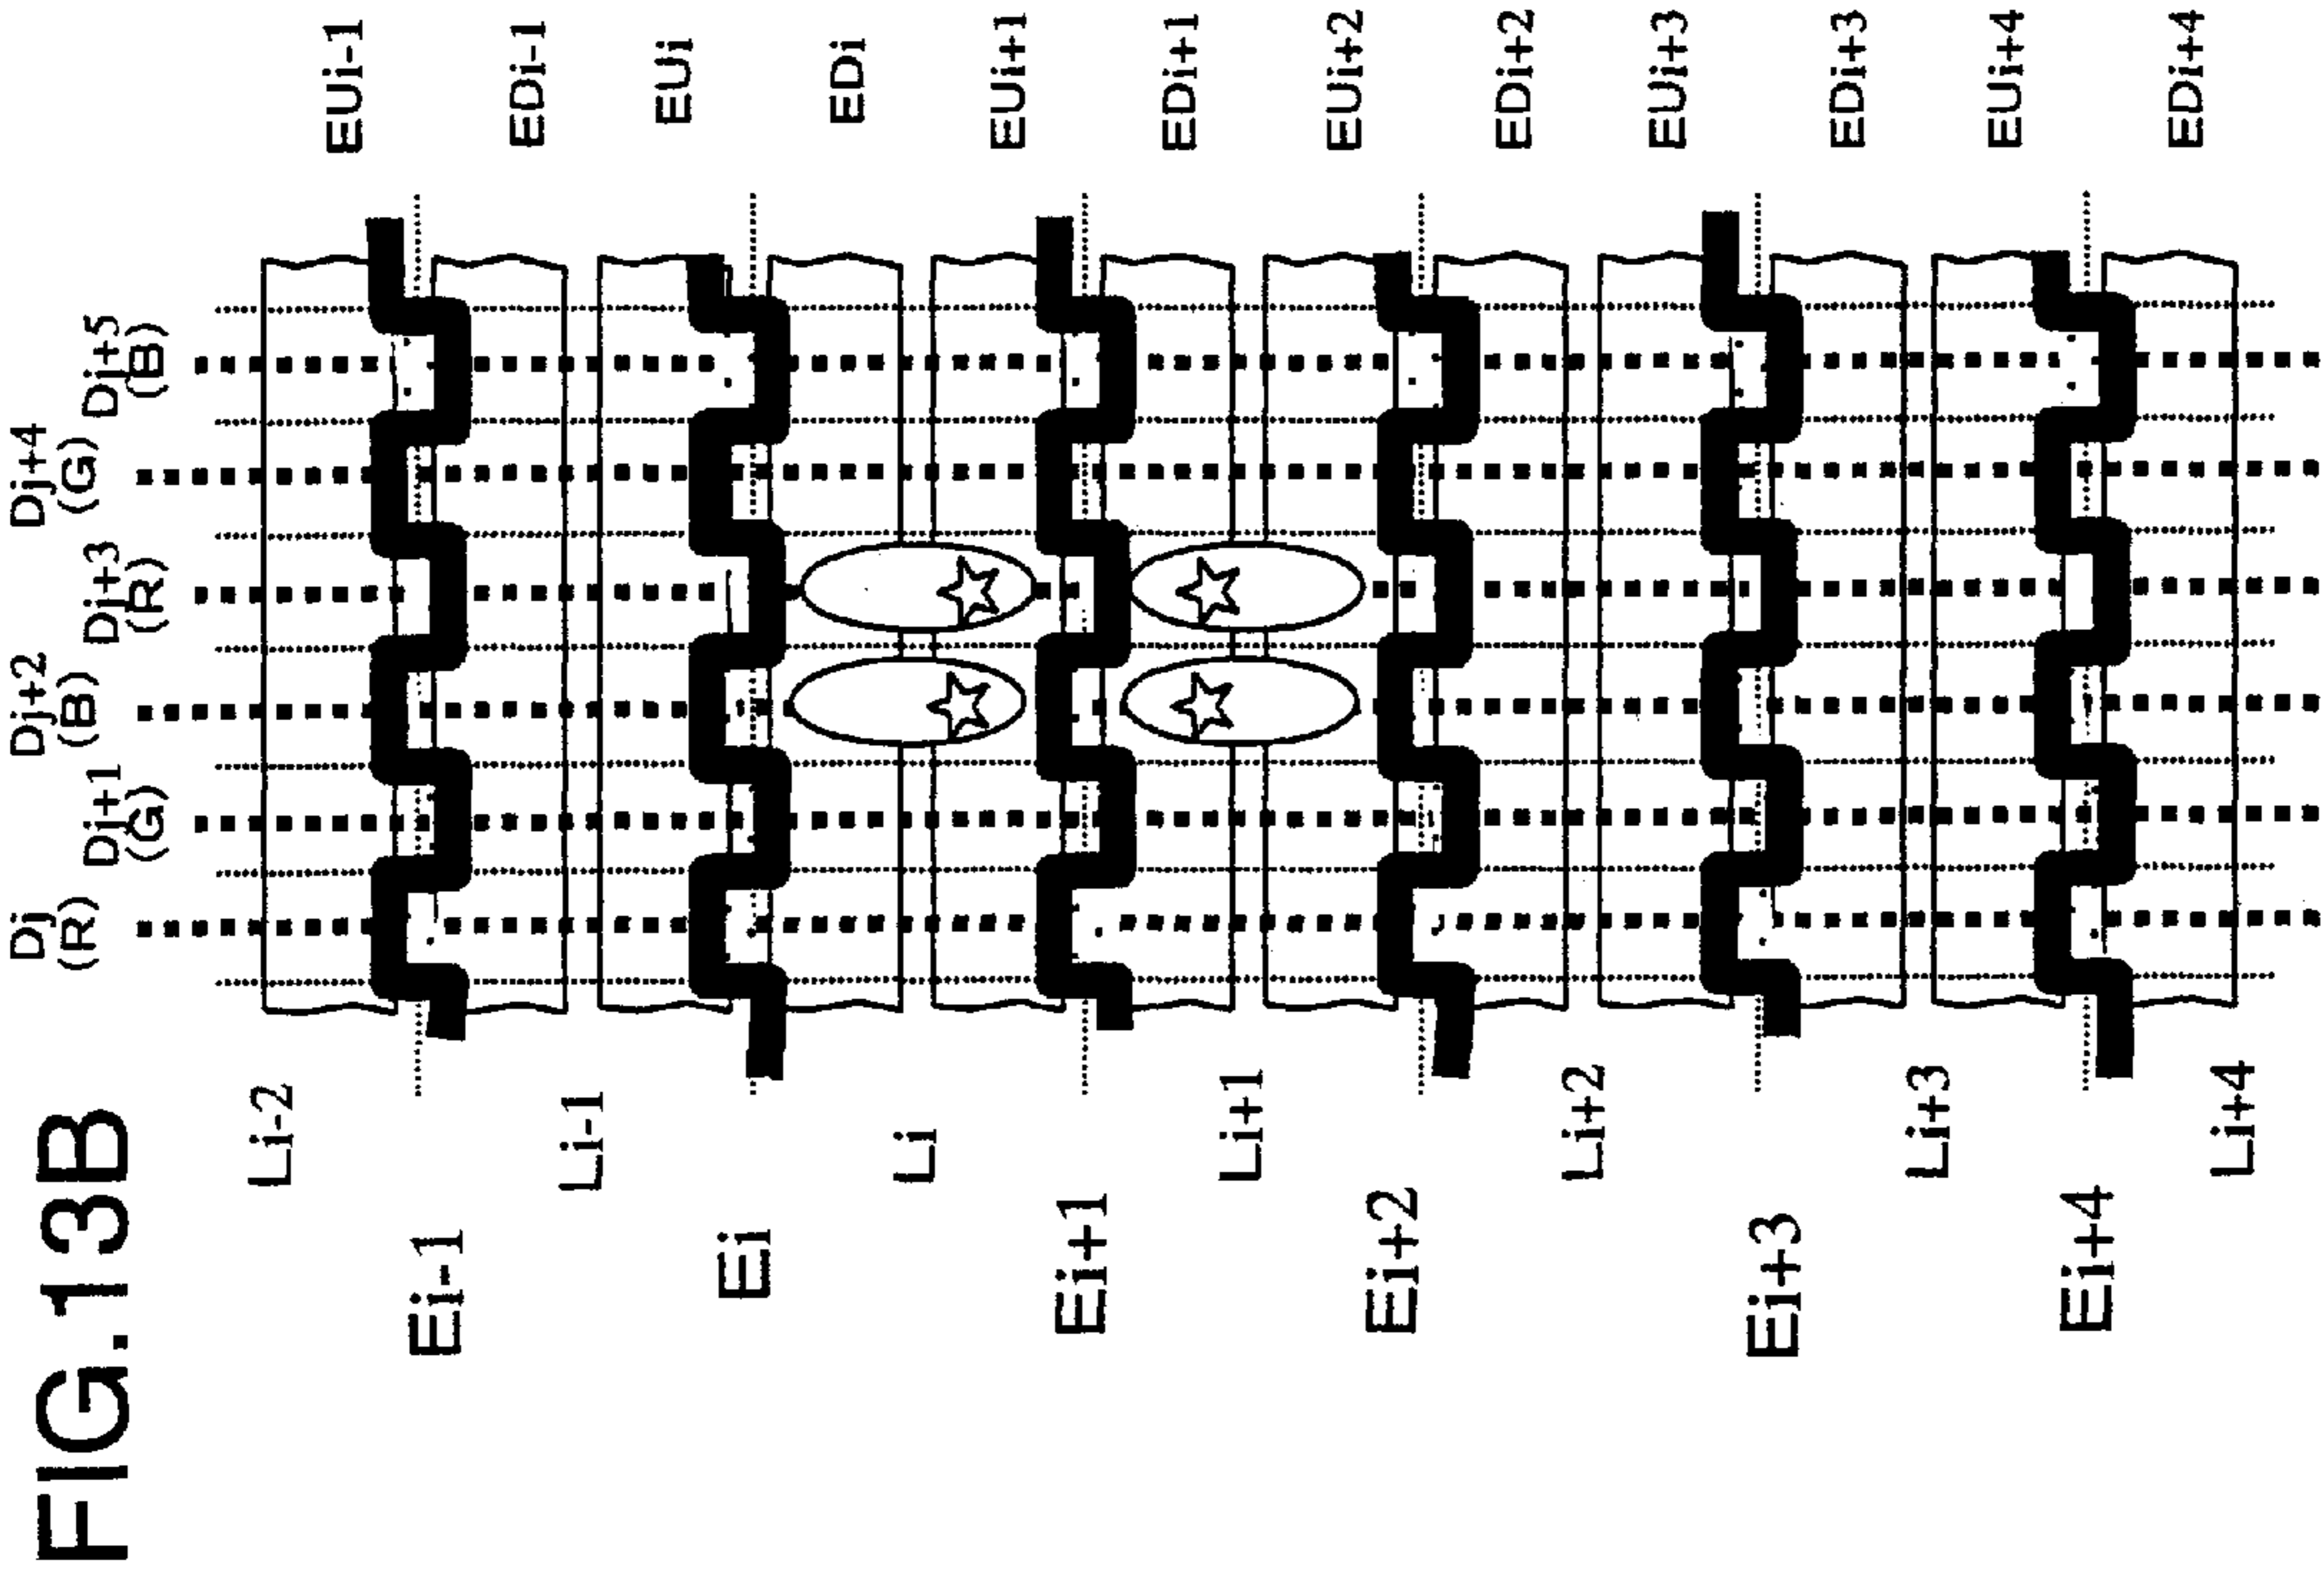 FIG.13B
Dj
(R)
Dj+1
(G)
Dj+2
(B)
Dj+3
(R)
Dj+4
(G)
Dj+5
(B)
Li-2
Ei-1
Li-1
Ei
Li
Ei+1
Li+1
Ei+2
Li+2
Ei+3
Li+3
Ei+4
Li+4
EUi-1
EDi-1
EUi
EDi
EUi+1
EDi+1
EUi+2
EDi+2
EUi+3
EDi+3
EUi+4
EDi+4